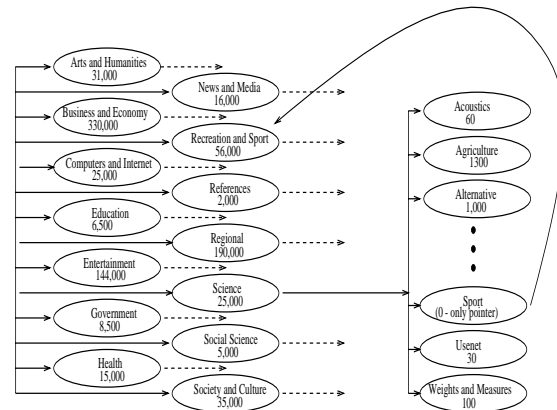 Arts and Humanities
31,000
News and Media
16,000
Business and Economy
330,000
Recreation and Sport
56,000
Computers and Internet
25,000
References
2,000
Education
6,500
Regional
190,000
Entertainment
144,000
Science
25,000
Government
8,500
Social Science
5,000
Health
15,000
Society and Culture
35,000
Acoustics
60
Agriculture
1300
Alternative
1,000
Sport
(0 - only pointer)
Usenet
30
Weights and Measures
100